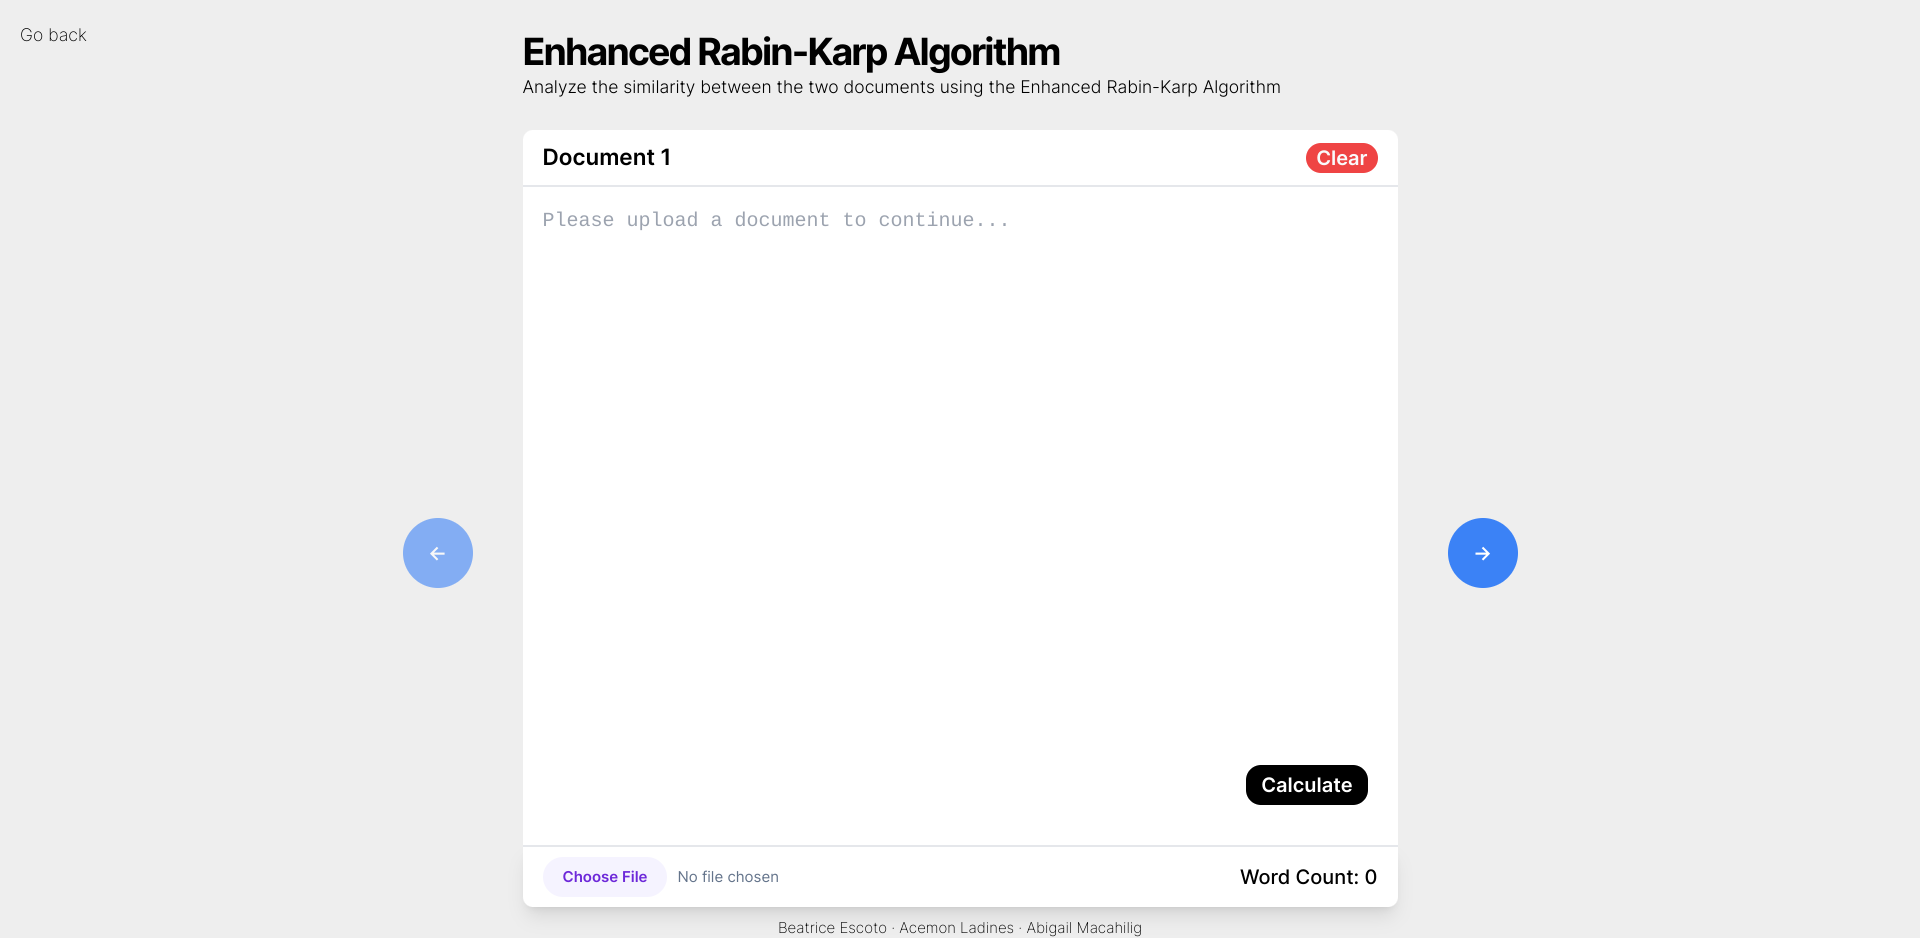 Go back
Enhanced Rabin-Karp Algorithm
Analyze the similarity between the two documents using the Enhanced Rabin-Karp Algorithm
Document 1
Clear
Please upload a document to continue...
←
→
Calculate
Choose File No file chosen
Word Count: 0
Beatrice Escoto · Acemon Ladines · Abigail Macahilig